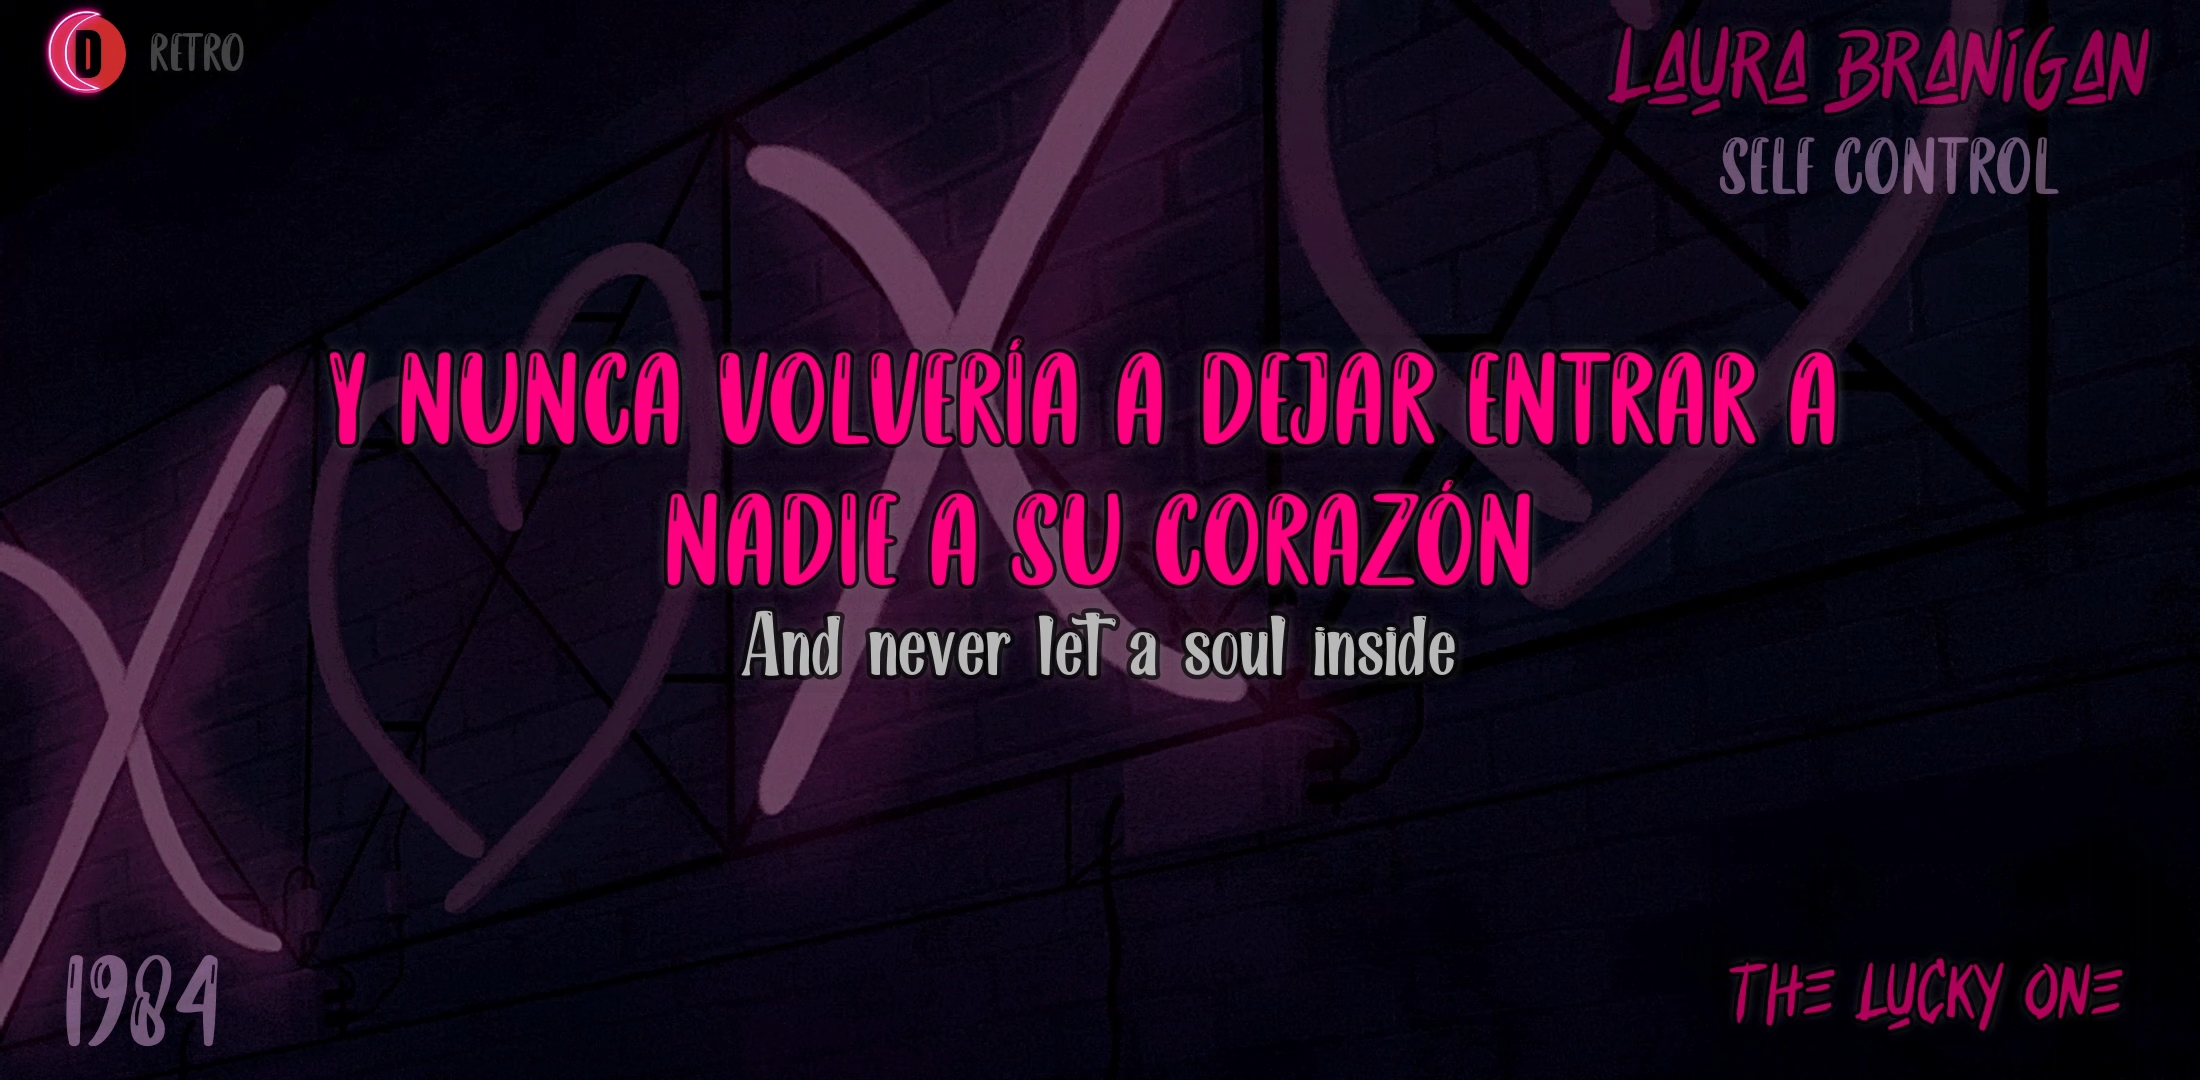 D RETRO
LAURA BRANIGAN
SELF CONTROL
Y NUNCA VOLVERÍA A DEJAR ENTRAR A
NADIE A SU CORAZÓN
And never let a soul inside
1984
THE LUCKY ONE